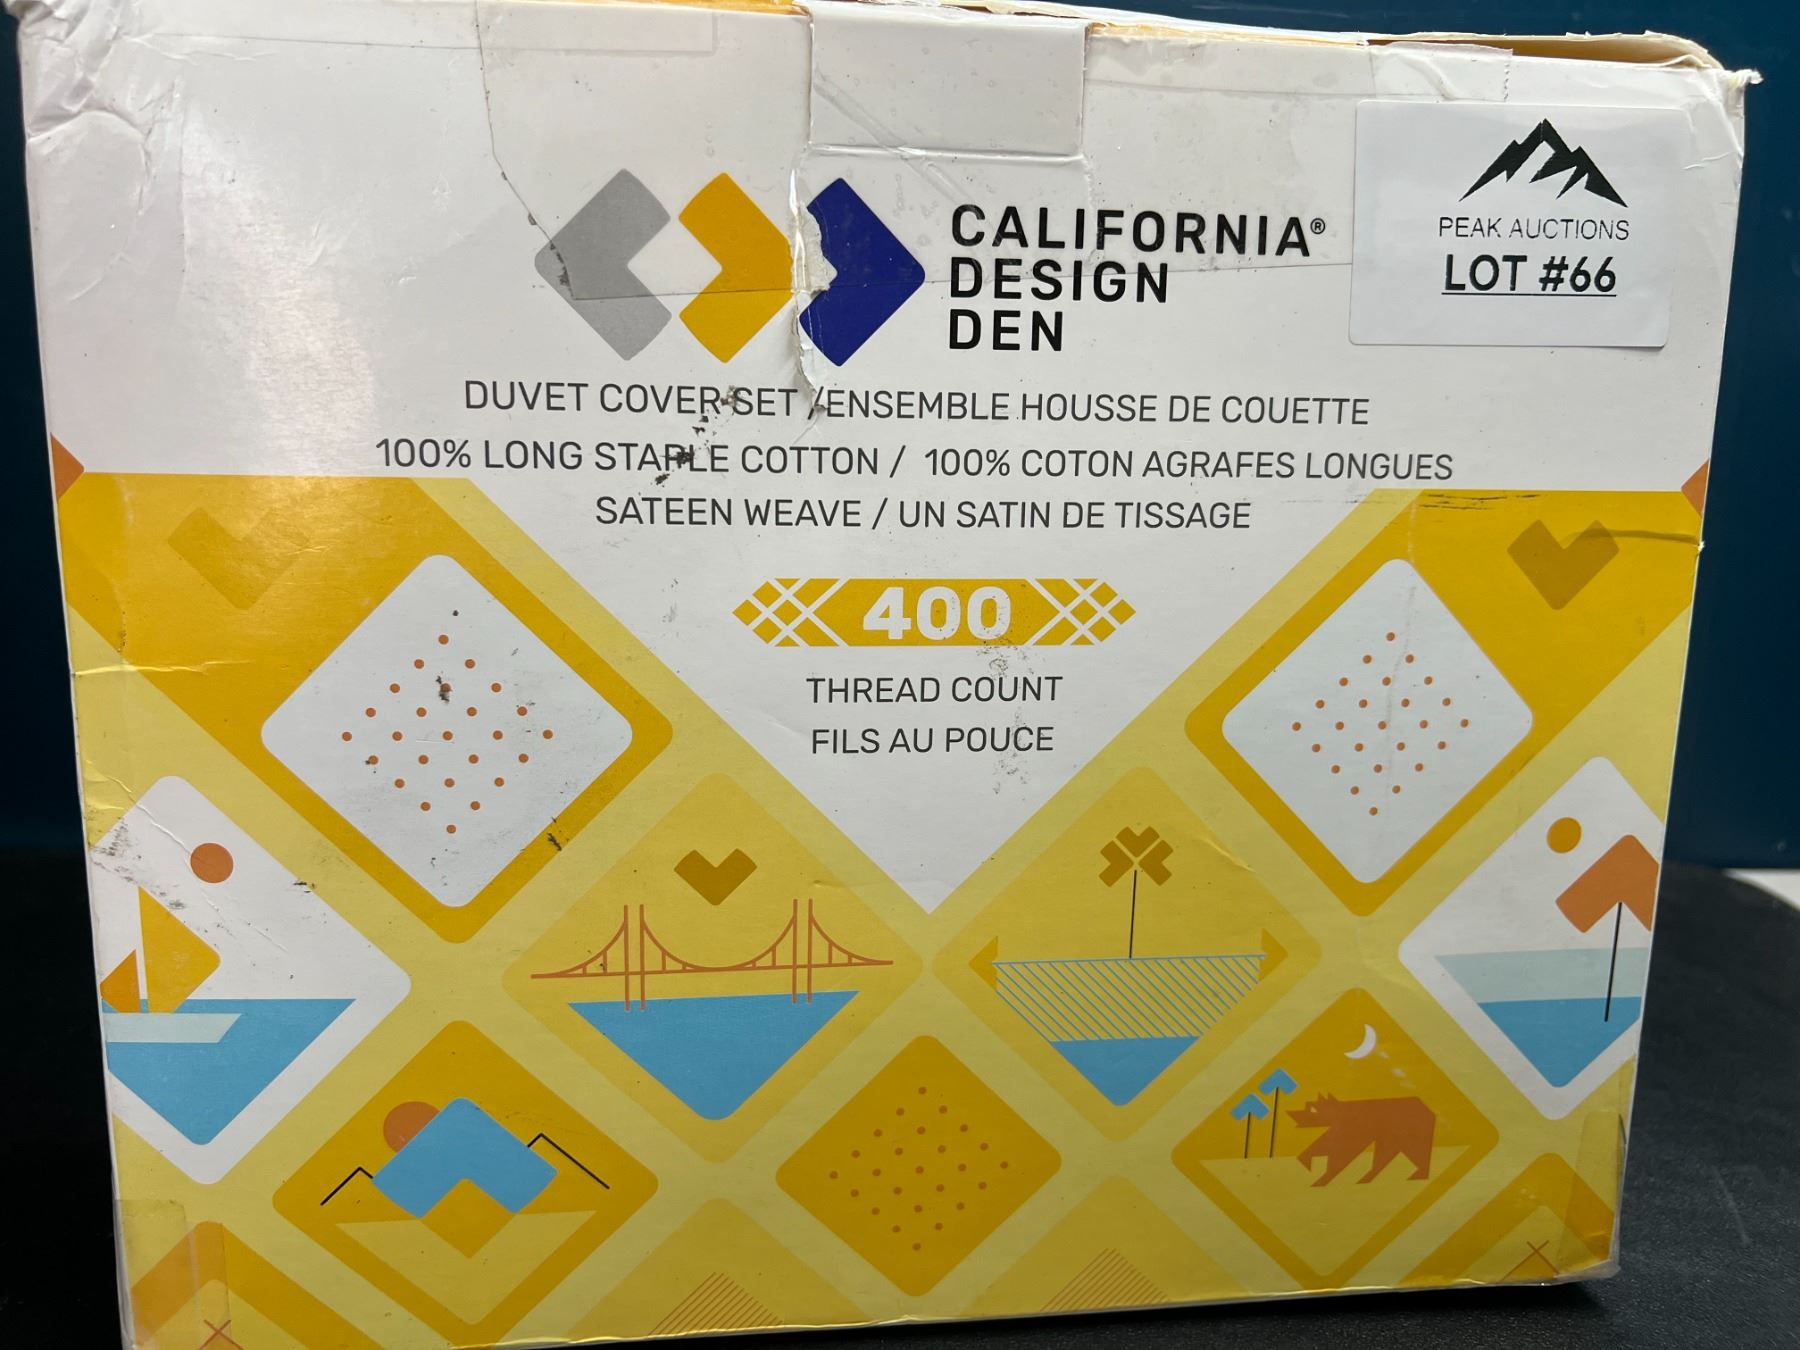 PEAK AUCTIONS
LOT #66
CALIFORNIA®
DESIGN
DEN
DUVET COVER SET /ENSEMBLE HOUSSE DE COUETTE
100% LONG STAPLE COTTON / 100% COTON AGRAFES LONGUES
SATEEN WEAVE / UN SATIN DE TISSAGE
400
THREAD COUNT
FILS AU POUCE